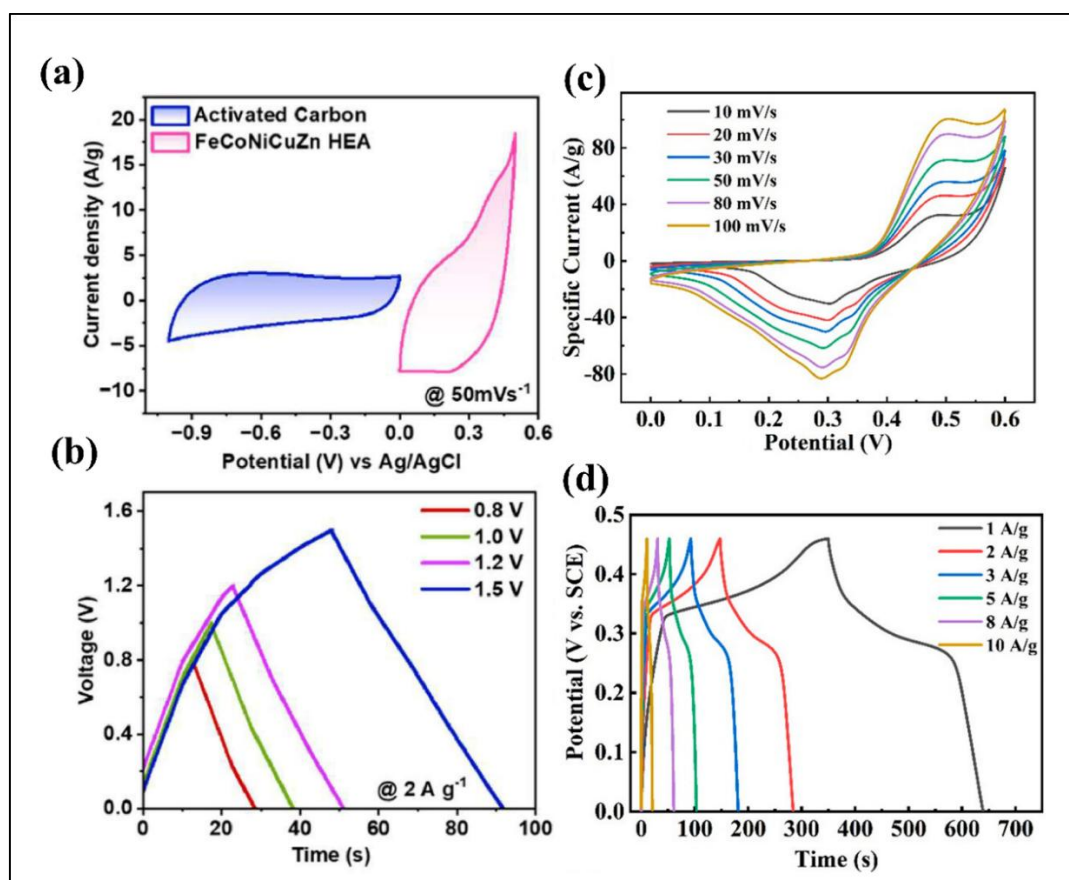 (a)
Current density (A/g)
20
15
10
5
0
−5
−10
Activated Carbon
FeCoNiCuZn HEA
@ 50mVs-1
−0.9 −0.6 −0.3 0.0 0.3 0.6
Potential (V) vs Ag/AgCl
(c)
Specific Current (A/g)
80
40
0
-40
-80
10 mV/s
20 mV/s
30 mV/s
50 mV/s
80 mV/s
100 mV/s
0.0 0.1 0.2 0.3 0.4 0.5 0.6
Potential (V)
(b)
Voltage (V)
1.6
1.2
0.8
0.4
0.0
0.8 V
1.0 V
1.2 V
1.5 V
@ 2 A g-1
0 20 40 60 80 100
Time (s)
(d)
Potential (V vs. SCE)
0.5
0.4
0.3
0.2
0.1
0.0
1 A/g
2 A/g
3 A/g
5 A/g
8 A/g
10 A/g
0 100 200 300 400 500 600 700
Time (s)